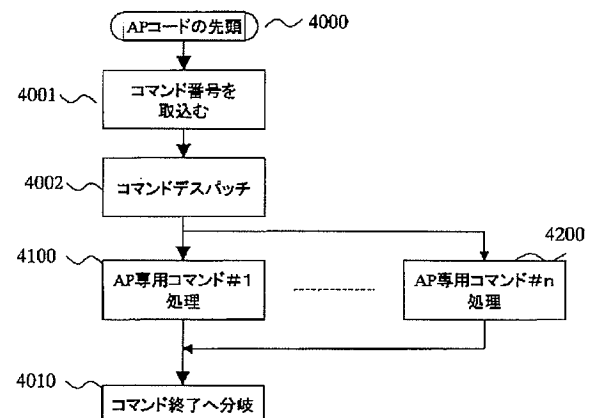 APコードの先頭
4000
4001
コマンド番号を
取込む
4002
コマンドデスパッチ
4100
AP専用コマンド#1
処理
4200
AP専用コマンド#n
処理
4010
コマンド終了へ分岐